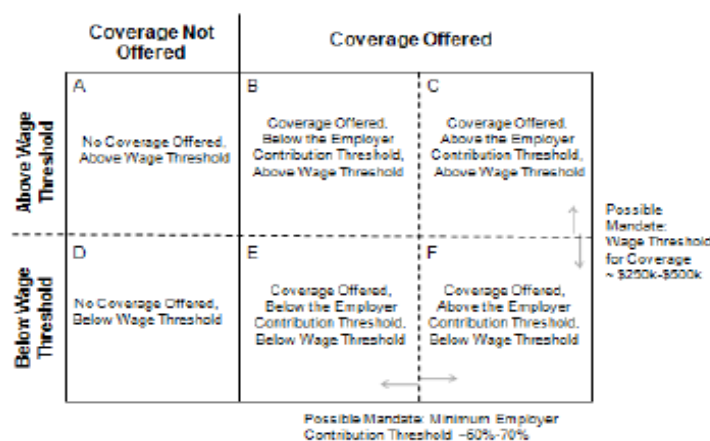 Coverage Not
Offered
Coverage Offered
Above Wage
Threshold
A
No Coverage Offered.
Above Wage Threshold
B
Coverage Offered.
Below the Employer
Contribution Threshold,
Above Wage Threshold
C
Coverage Offered.
Above the Employer
Contribution Threshold,
Above Wage Threshold
Possible
Mandate:
Wage Threshold
for Coverage
~ $250k-$500k
Below Wage
Threshold
D
No Coverage Offered,
Below Wage Threshold
E
Coverage Offered,
Below the Employer
Contribution Threshold.
Below Wage Threshold
F
Coverage Offered,
Above the Employer
Contribution Threshold,
Below Wage Threshold
Possible Mandate: Minimum Employer
Contribution Threshold ~60%-70%